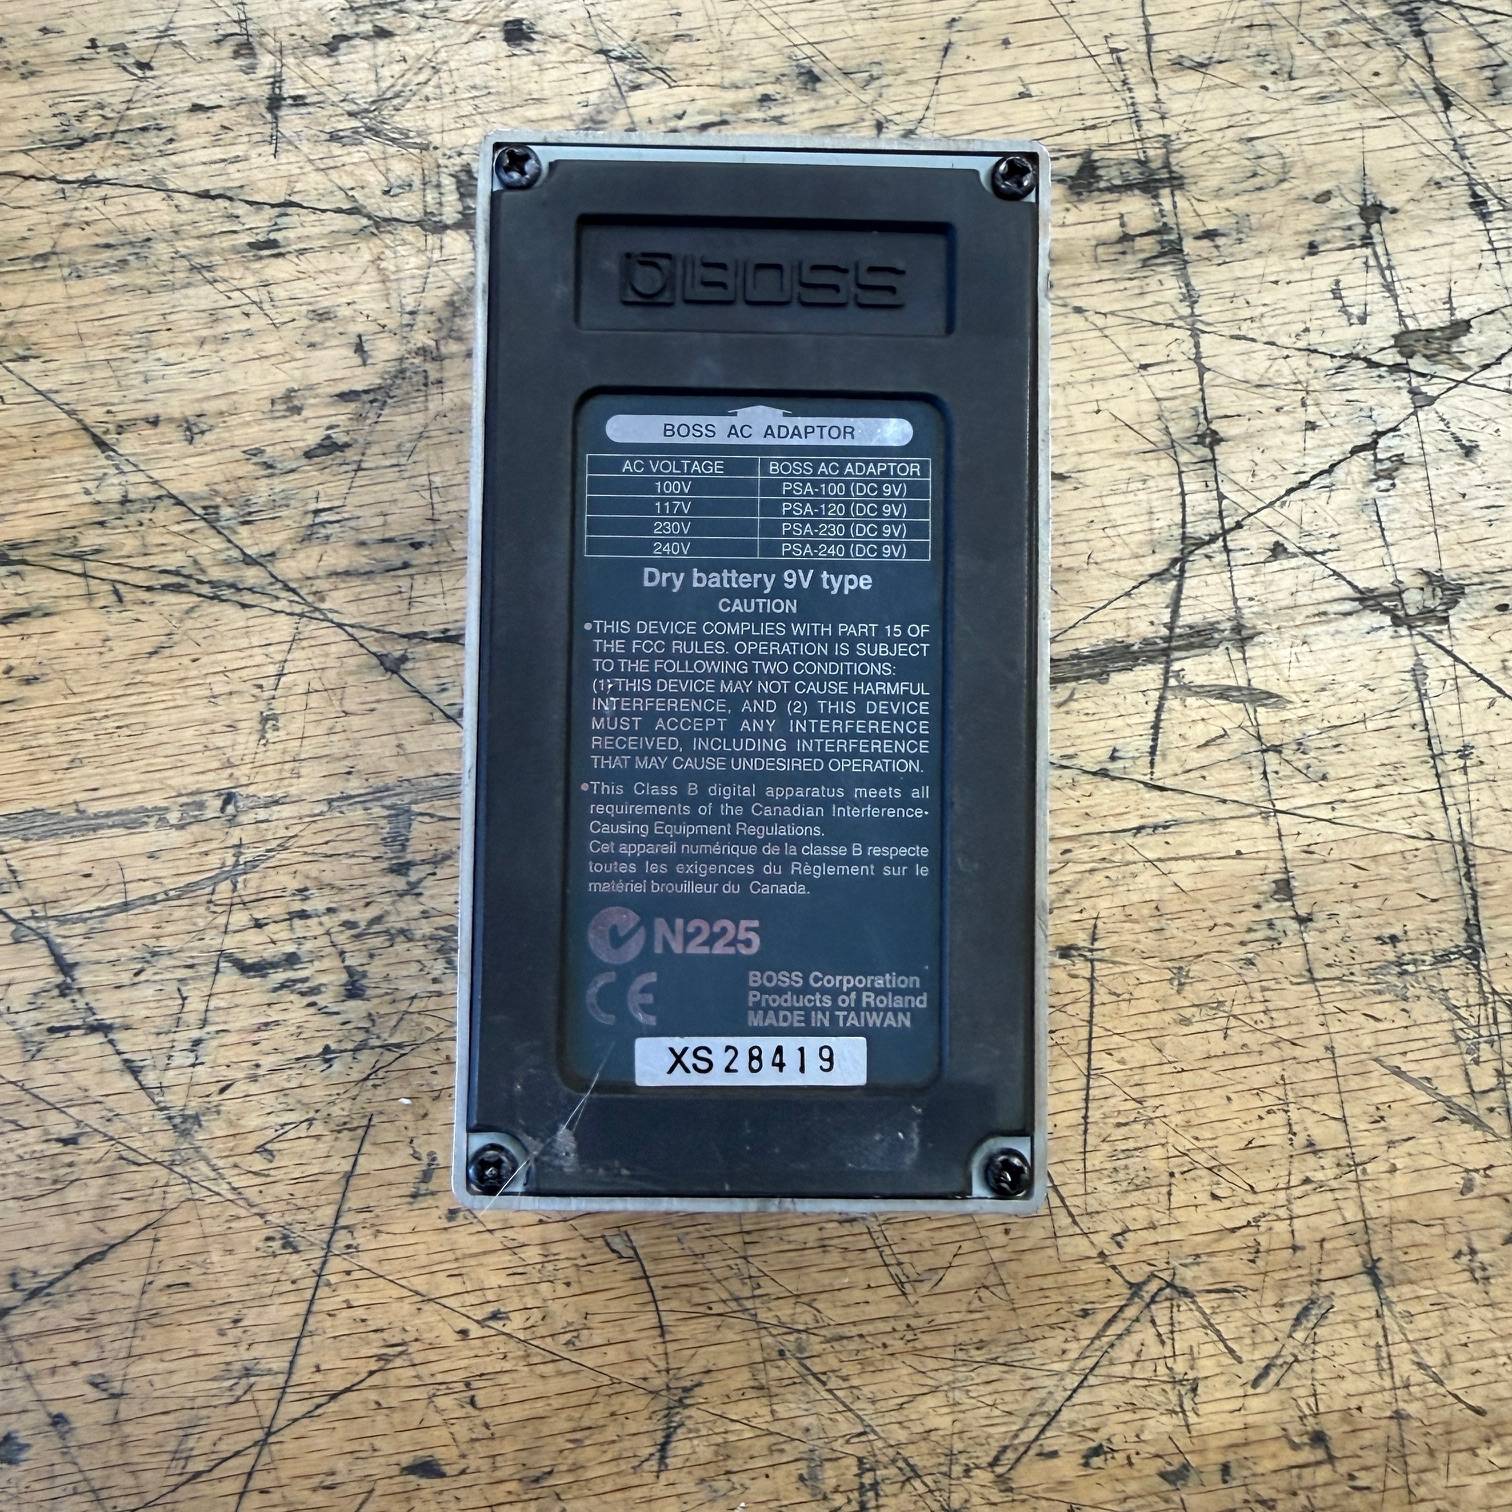 BOSS
BOSS AC ADAPTOR
AC VOLTAGE BOSS AC ADAPTOR
100V PSA-100 (DC 9V)
117V PSA-120 (DC 9V)
230V PSA-230 (DC 9V)
240V PSA-240 (DC 9V)
Dry battery 9V type
CAUTION
•THIS DEVICE COMPLIES WITH PART 15 OF
THE FCC RULES. OPERATION IS SUBJECT
TO THE FOLLOWING TWO CONDITIONS:
(1) THIS DEVICE MAY NOT CAUSE HARMFUL
INTERFERENCE, AND (2) THIS DEVICE
MUST ACCEPT ANY INTERFERENCE
RECEIVED, INCLUDING INTERFERENCE
THAT MAY CAUSE UNDESIRED OPERATION.
•This Class B digital apparatus meets all
requirements of the Canadian Interference-
Causing Equipment Regulations.
Cet appareil numérique de la classe B respecte
toutes les exigences du Règlement sur le
matériel brouilleur du Canada.
N225
CE
BOSS Corporation
Products of Roland
MADE IN TAIWAN
XS28419